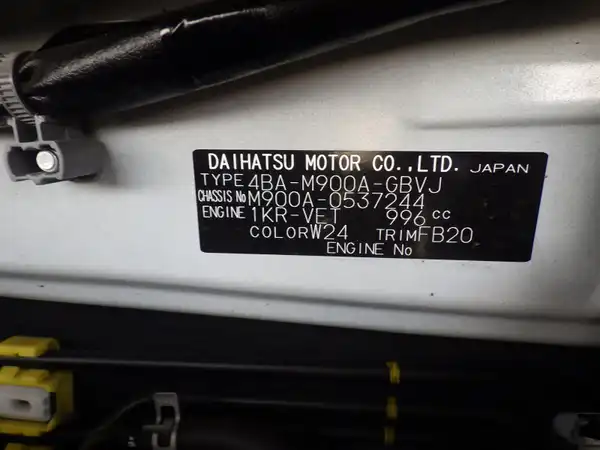 DAIHATSU MOTOR CO.,LTD. JAPAN
TYPE 4BA-M900A-GBVJ
CHASSIS No M900A-0537244
ENGINE 1KR-VET 996 cc
COLOR W24 TRIM FB20
ENGINE No